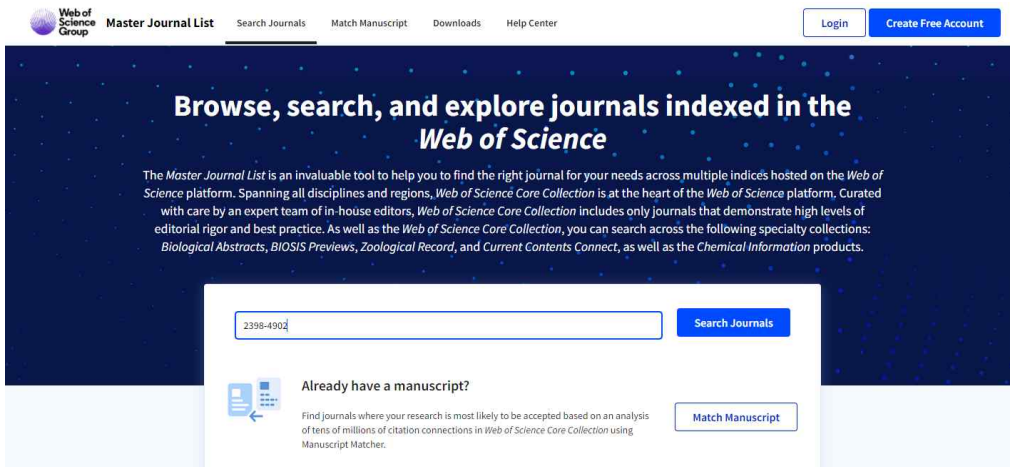 Web of
Science
Group
Master Journal List
Search Journals
Match Manuscript
Downloads
Help Center
Login
Create Free Account
Browse, search, and explore journals indexed in the
Web of Science
The Master Journal List is an invaluable tool to help you to find the right journal for your needs across multiple indices hosted on the Web of
Science platform. Spanning all disciplines and regions, Web of Science Core Collection is at the heart of the Web of Science platform. Curated
with care by an expert team of in-house editors, Web of Science Core Collection includes only journals that demonstrate high levels of
editorial rigor and best practice. As well as the Web of Science Core Collection, you can search across the following specialty collections:
Biological Abstracts, BIOSIS Previews, Zoological Record, and Current Contents Connect, as well as the Chemical Information products.
2398-4902
Search Journals
Already have a manuscript?
Find journals where your research is most likely to be accepted based on an analysis
of tens of millions of citation connections in Web of Science Core Collection using
Manuscript Matcher.
Match Manuscript